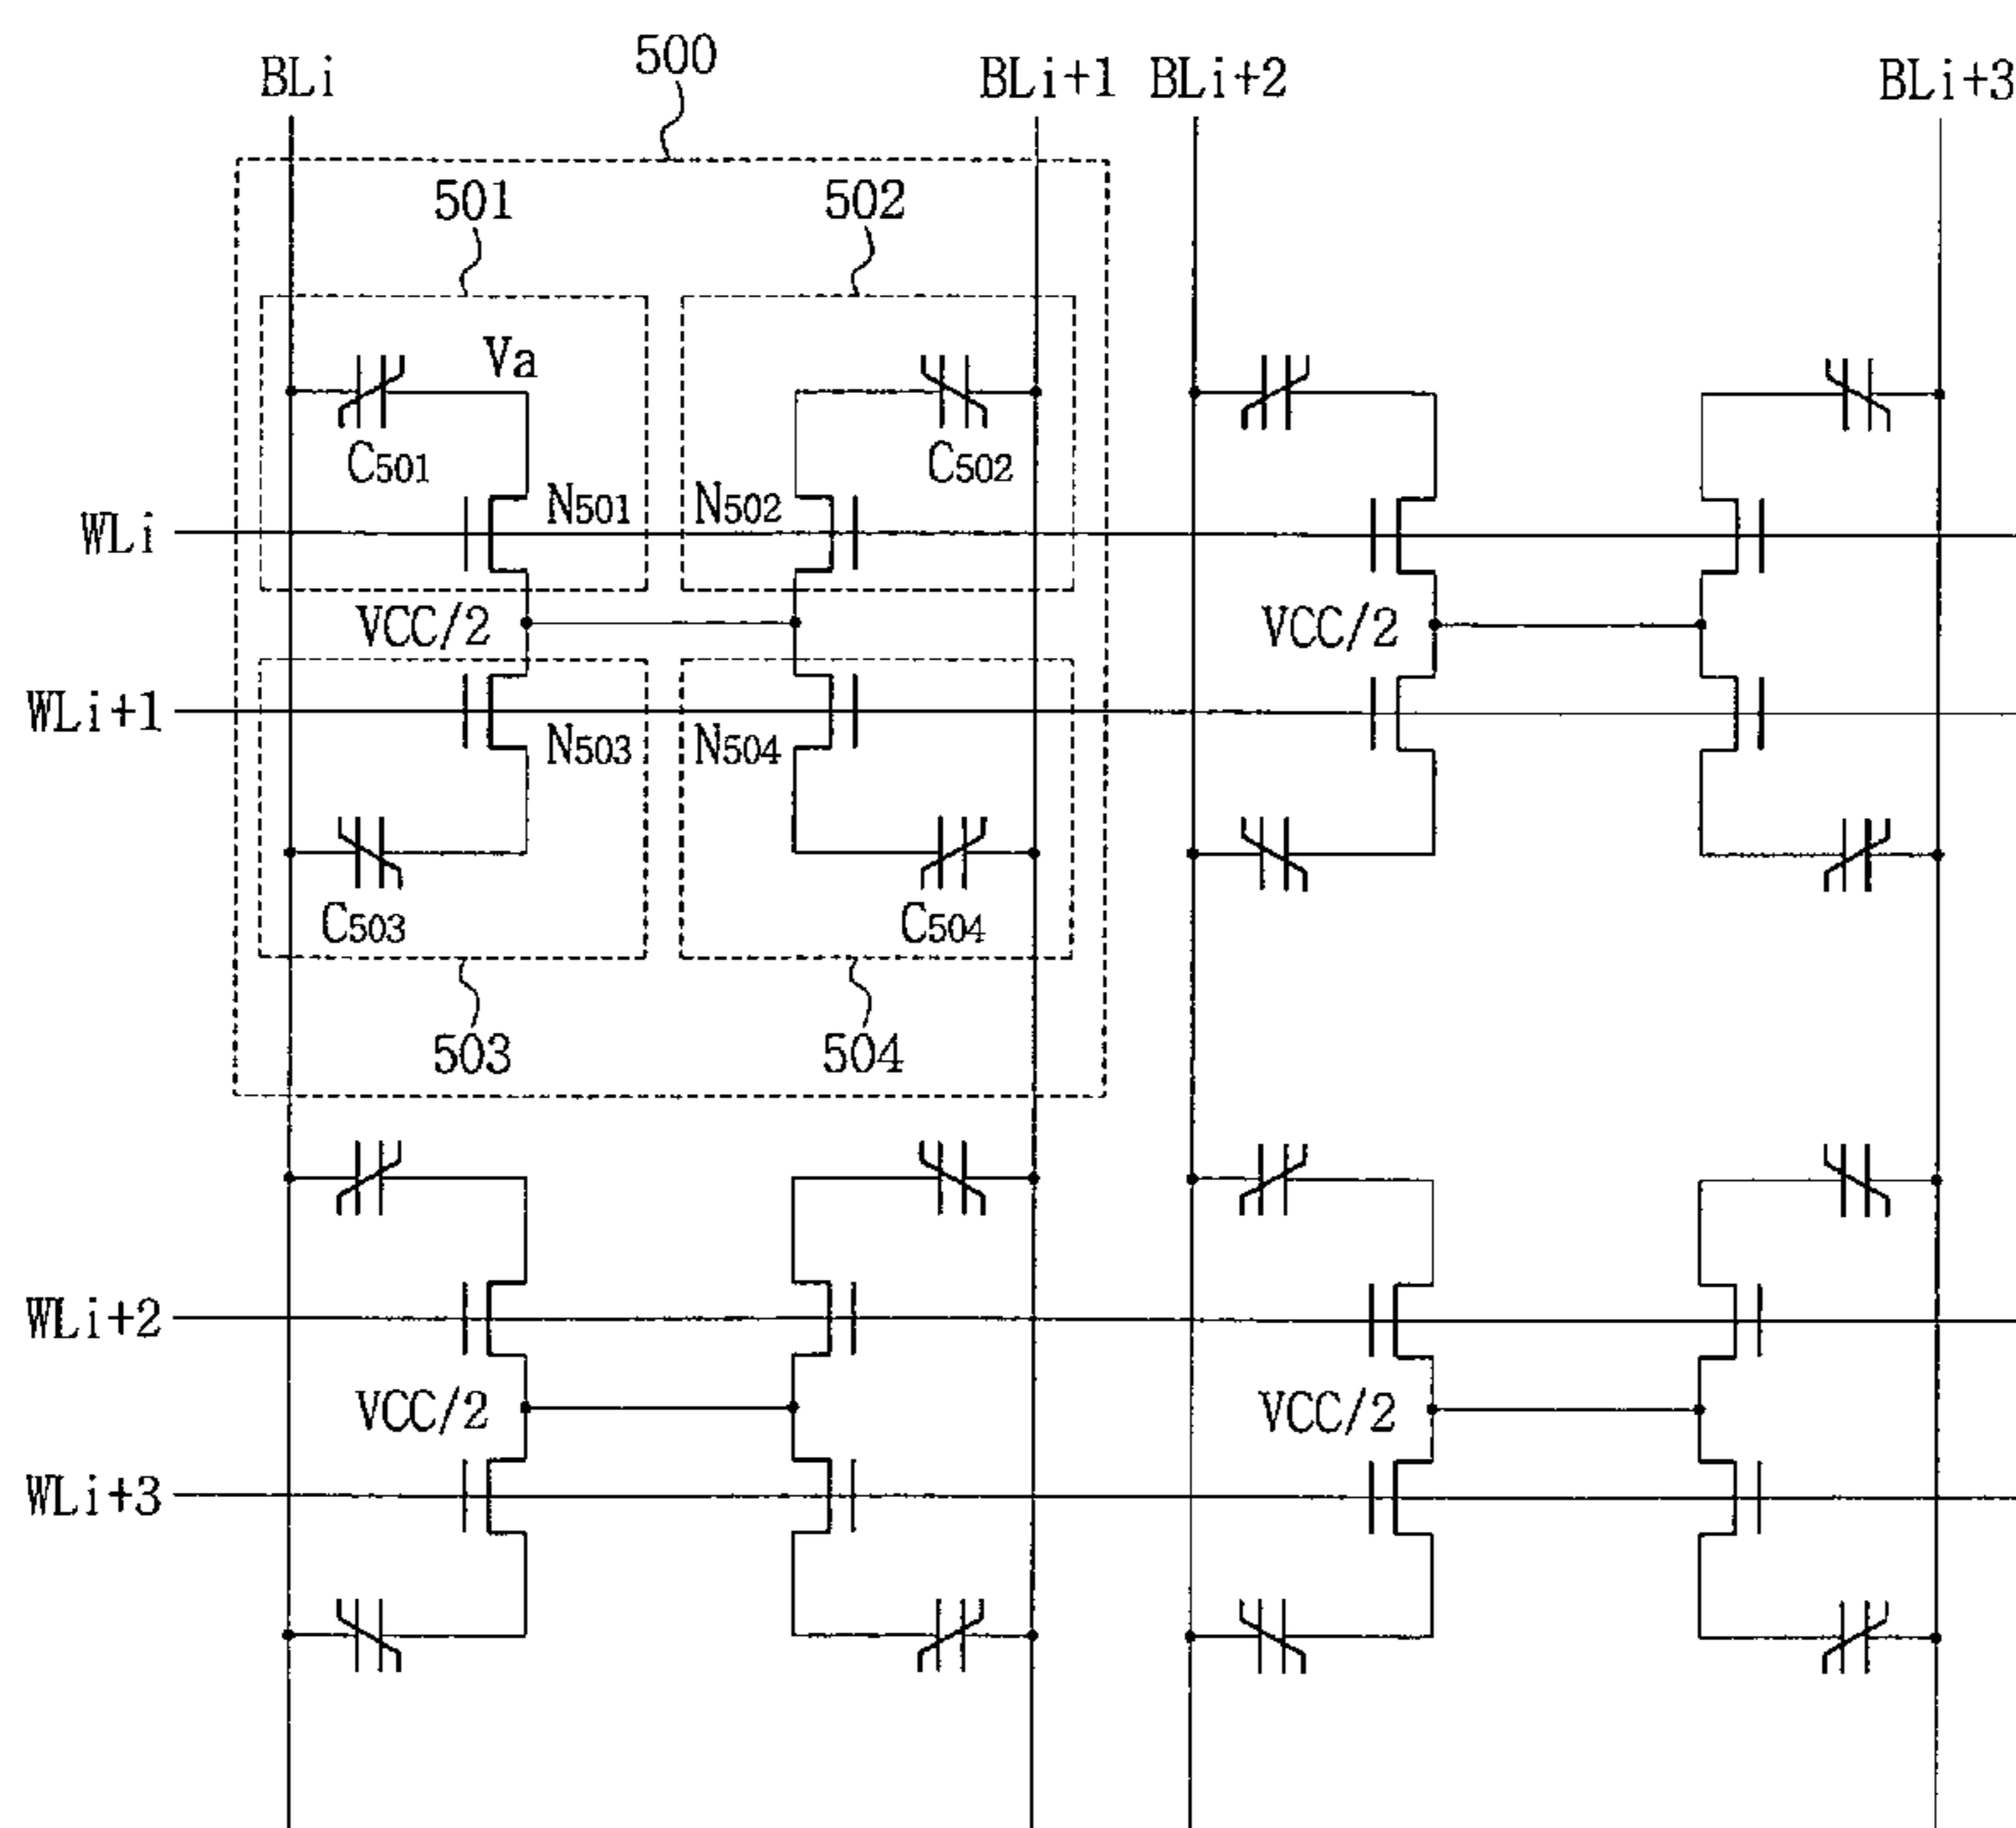 500
BLi
BLi+1
BLi+2
BLi+3
501
502
Va
C501
C502
N501
N502
WLi
VCC/2
VCC/2
WLi+1
N503
N504
C503
C504
503
504
WLi+2
VCC/2
VCC/2
WLi+3